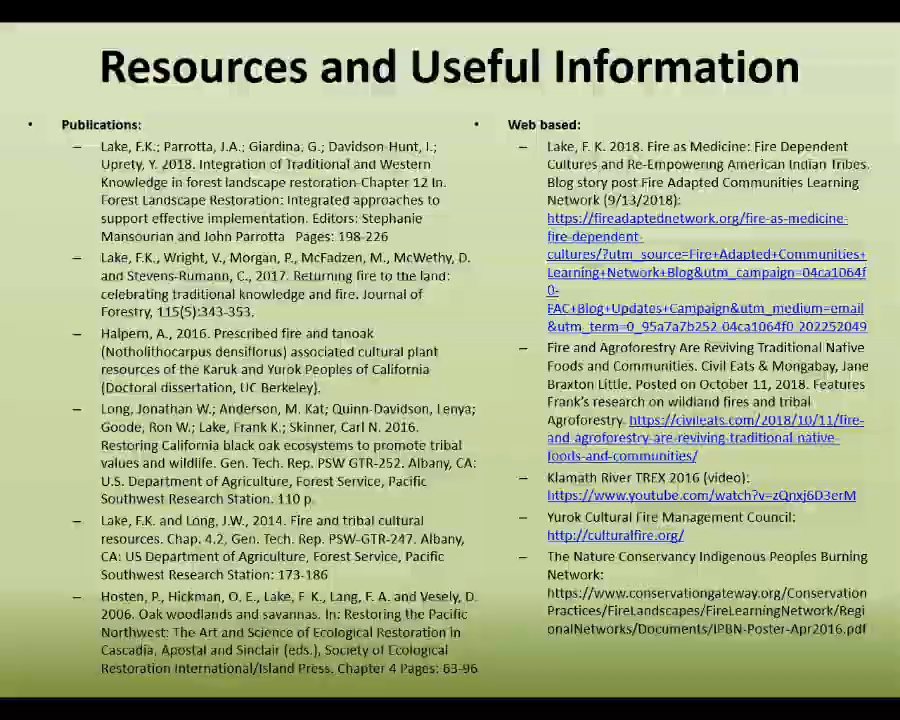 Resources and Useful Information
• Publications:
– Lake, F.K.; Parrotta, J.A.; Giardina, G.; Davidson-Hunt, I.;
Uprety, Y. 2018. Integration of Traditional and Western
Knowledge in forest landscape restoration-Chapter 12 In.
Forest Landscape Restoration: Integrated approaches to
support effective implementation. Editors: Stephanie
Mansourian and John Parrotta Pages: 198-226
– Lake, F.K., Wright, V., Morgan, P., McFadzen, M., McWethy, D.
and Stevens-Rumann, C., 2017. Returning fire to the land:
celebrating traditional knowledge and fire. Journal of
Forestry, 115(5):343-353.
– Halpern, A., 2016. Prescribed fire and tanoak
(Notholithocarpus densiflorus) associated cultural plant
resources of the Karuk and Yurok Peoples of California
(Doctoral dissertation, UC Berkeley).
– Long, Jonathan W.; Anderson, M. Kat; Quinn-Davidson, Lenya;
Goode, Ron W.; Lake, Frank K.; Skinner, Carl N. 2016.
Restoring California black oak ecosystems to promote tribal
values and wildlife. Gen. Tech. Rep. PSW GTR-252. Albany, CA:
U.S. Department of Agriculture, Forest Service, Pacific
Southwest Research Station. 110 p.
– Lake, F.K. and Long, J.W., 2014. Fire and tribal cultural
resources. Chap. 4.2, Gen. Tech. Rep. PSW-GTR-247. Albany,
CA: US Department of Agriculture, Forest Service, Pacific
Southwest Research Station: 173-186
– Hosten, P., Hickman, O. E., Lake, F. K., Lang, F. A. and Vesely, D.
2006. Oak woodlands and savannas. In: Restoring the Pacific
Northwest: The Art and Science of Ecological Restoration in
Cascadia, Apostal and Sinclair (eds.), Society of Ecological
Restoration International/Island Press. Chapter 4 Pages: 63-96
• Web based:
– Lake, F. K. 2018. Fire as Medicine: Fire Dependent
Cultures and Re-Empowering American Indian Tribes.
Blog story post Fire Adapted Communities Learning
Network (9/13/2018):
https://fireadaptednetwork.org/fire-as-medicine-
fire-dependent-
cultures/?utm_source=Fire+Adapted+Communities+
Learning+Network+Blog&utm_campaign=04ca1064f
0-
FAC+Blog+Updates+Campaign&utm_medium=email
&utm_term=0_95a7a7b252-04ca1064f0-202252049
– Fire and Agroforestry Are Reviving Traditional Native
Foods and Communities. Civil Eats & Mongabay, Jane
Braxton Little. Posted on October 11, 2018. Features
Frank's research on wildland fires and tribal
Agroforestry. https://civileats.com/2018/10/11/fire-
and-agroforestry-are-reviving-traditional-native-
foods-and-communities/
– Klamath River TREX 2016 (video):
https://www.youtube.com/watch?v=zQnxj6D3erM
– Yurok Cultural Fire Management Council:
http://culturalfire.org/
– The Nature Conservancy Indigenous Peoples Burning
Network:
https://www.conservationgateway.org/Conservation
Practices/FireLandscapes/FireLearningNetwork/Regi
onalNetworks/Documents/IPBN-Poster-Apr2016.pdf